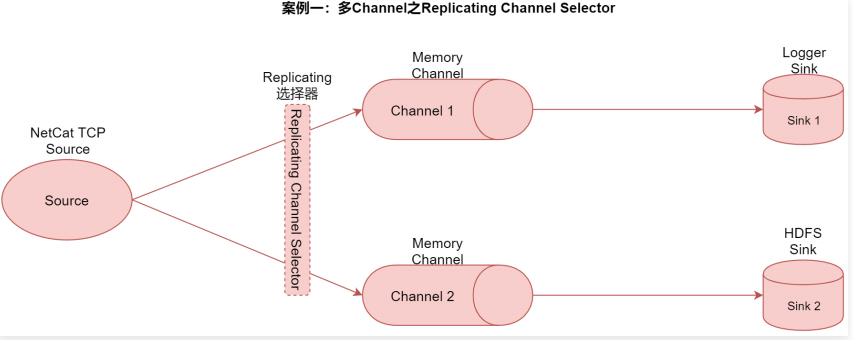 案例一：多Channel之Replicating Channel Selector
NetCat TCP
Source
Source
Replicating
选择器
Replicating Channel Selector
Memory
Channel
Channel 1
Logger
Sink
Sink 1
Memory
Channel
Channel 2
HDFS
Sink
Sink 2